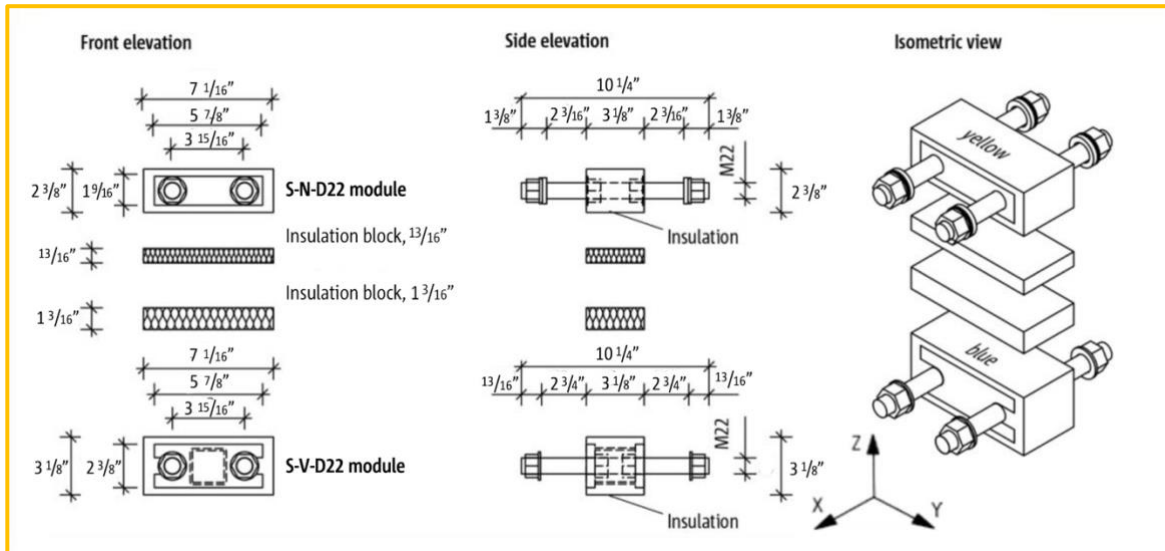 Front elevation
Side elevation
Isometric view
7 1/16”
10 1/4”
5 7/8”
1 3/8” 2 3/16” 3 1/8” 2 3/16” 1 3/8”
3 15/16”
yellow
M22
2 3/8” 1 9/16” S-N-D22 module
2 3/8”
Insulation
Insulation block, 13/16”
13/16”
Insulation block, 1 3/16”
1 3/16”
7 1/16”
10 1/4”
blue
5 7/8”
13/16” 2 3/4” 3 1/8” 2 3/4” 13/16”
3 15/16”
M22
3 1/8” 2 3/8” S-V-D22 module
3 1/8”
Insulation
Z
X
Y